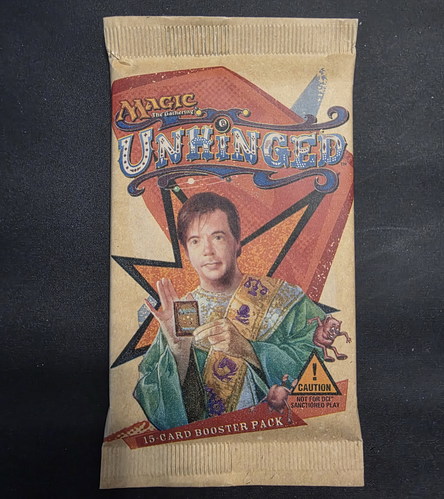 MAGIC
The Gathering
UNHINGED
!
CAUTION
NOT FOR DCI®
SANCTIONED PLAY
15-CARD BOOSTER PACK